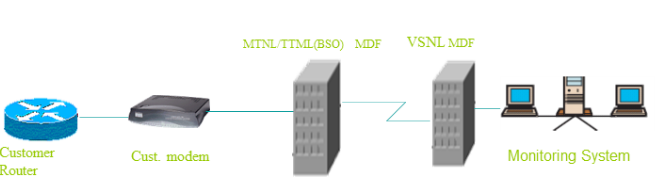 MTNL/TTML(BSO) MDF
VSNL MDF
Customer
Router
Cust. modem
Monitoring System